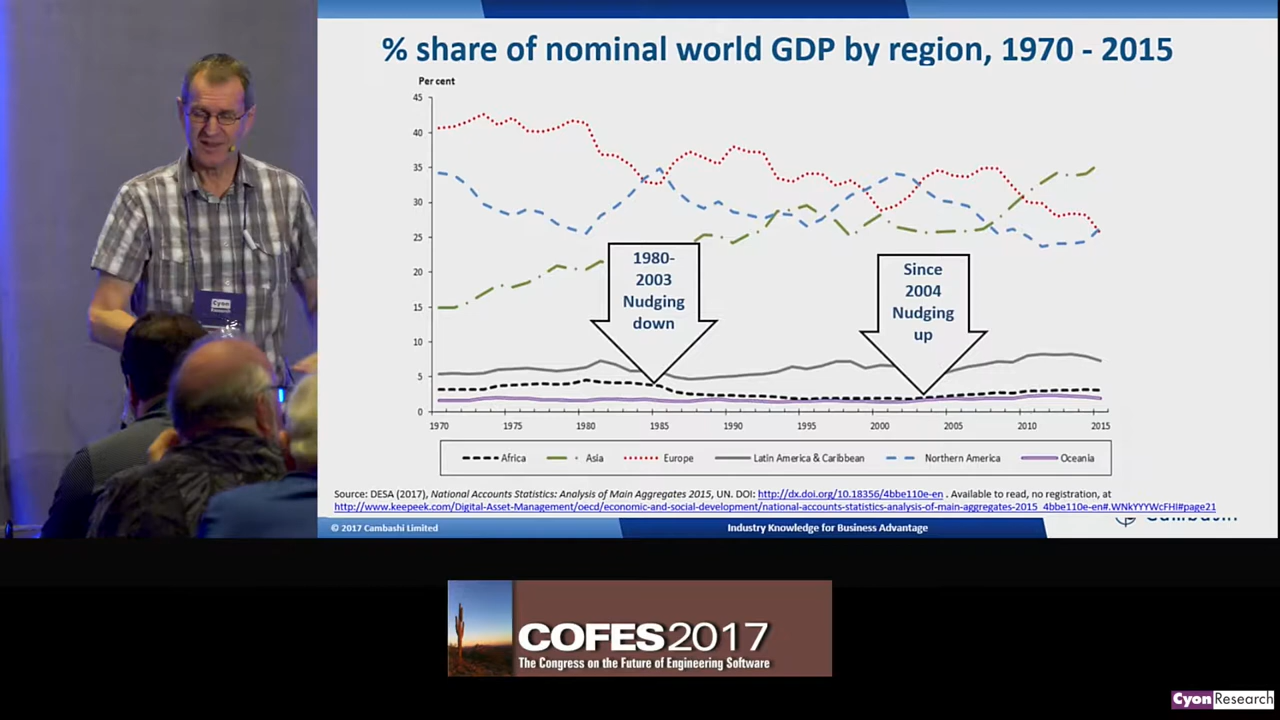 % share of nominal world GDP by region, 1970 - 2015
Per cent
45
40
35
30
25
20
15
10
5
0
1980-
2003
Nudging
down
Since
2004
Nudging
up
1970 1975 1980 1985 1990 1995 2000 2005 2010 2015
Africa Asia Europe Latin America & Caribbean Northern America Oceania
Source: DESA (2017), National Accounts Statistics: Analysis of Main Aggregates 2015, UN. DOI: http://dx.doi.org/10.18356/4bbe110e-en . Available to read, no registration, at
http://www.keepeek.com/Digital-Asset-Management/oecd/economic-and-social-development/national-accounts-statistics-analysis-of-main-aggregates-2015_4bbe110e-en#.WNkYYYWcFHI#page21
© 2017 Cambashi Limited Industry Knowledge for Business Advantage Cambashi
Cyon
Research
COFES2017
The Congress on the Future of Engineering Software
CyonResearch